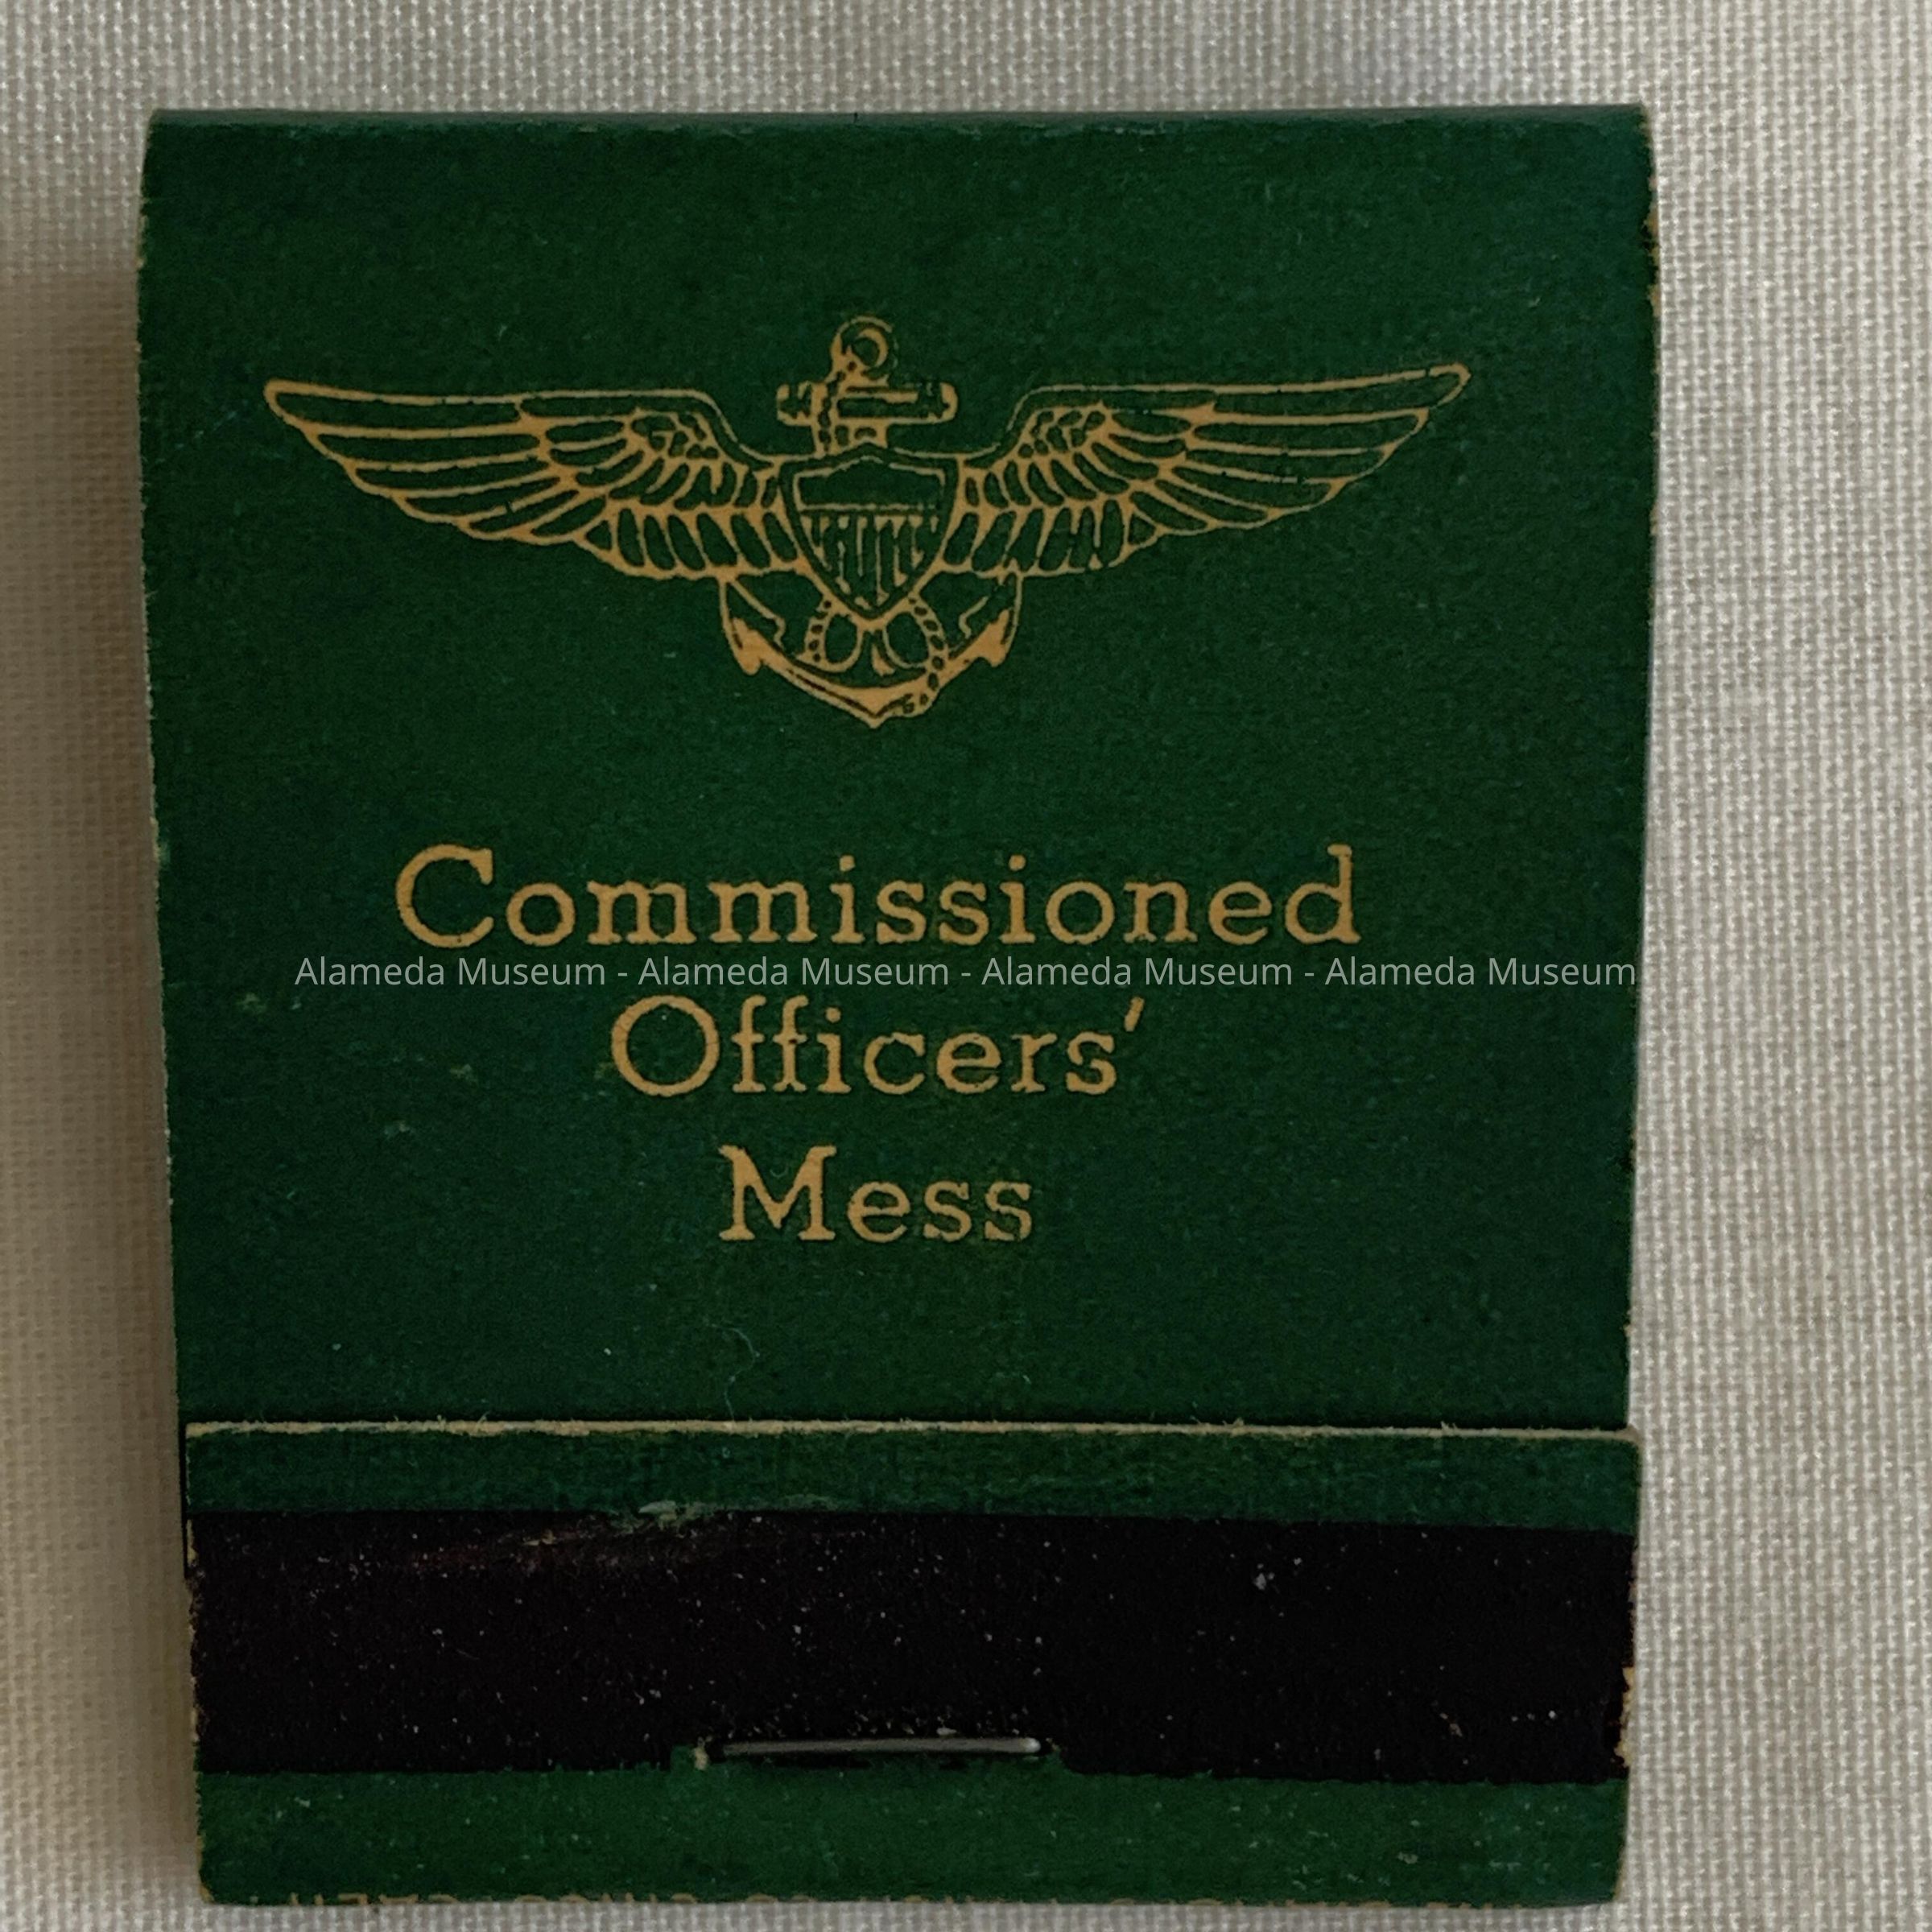 Commissioned
Alameda Museum - Alameda Museum - Alameda Museum - Alameda Museum
Officers'
Mess